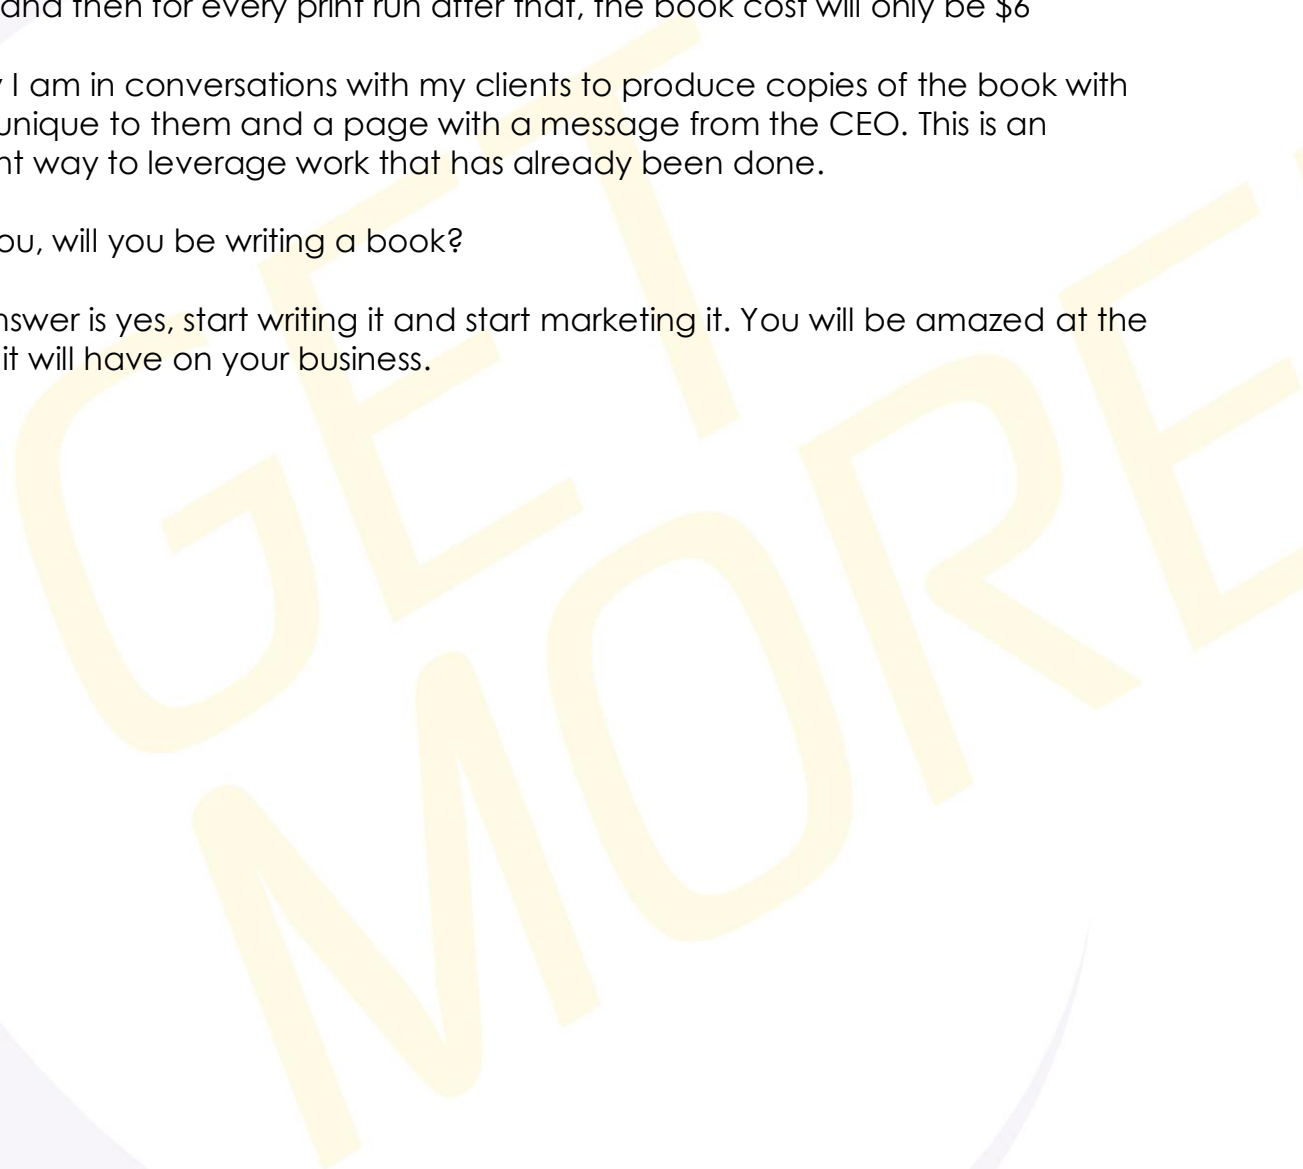 and then for every print run after that, the book cost will only be $6
I am in conversations with my clients to produce copies of the book with
unique to them and a page with a message from the CEO. This is an
way to leverage work that has already been done.
will you be writing a book?
is yes, start writing it and start marketing it. You will be amazed at the
it will have on your business.
GET
MORE